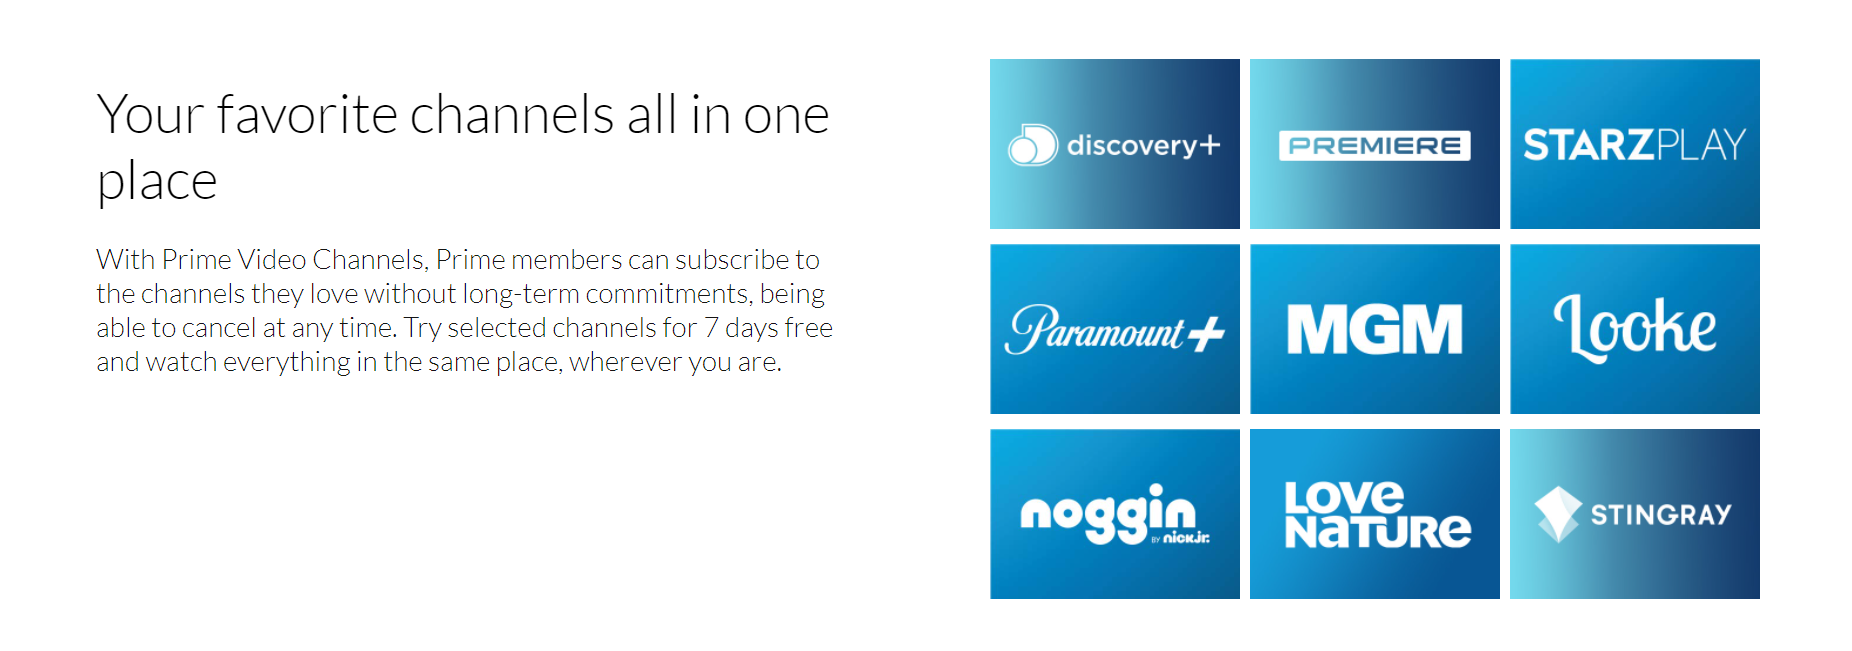 Your favorite channels all in one
place
With Prime Video Channels, Prime members can subscribe to
the channels they love without long-term commitments, being
able to cancel at any time. Try selected channels for 7 days free
and watch everything in the same place, wherever you are.
discovery+
PREMIERE
STARZPLAY
Paramount+
MGM
Looke
noggin
BY nick jr.
LOVE
NATURE
STINGRAY